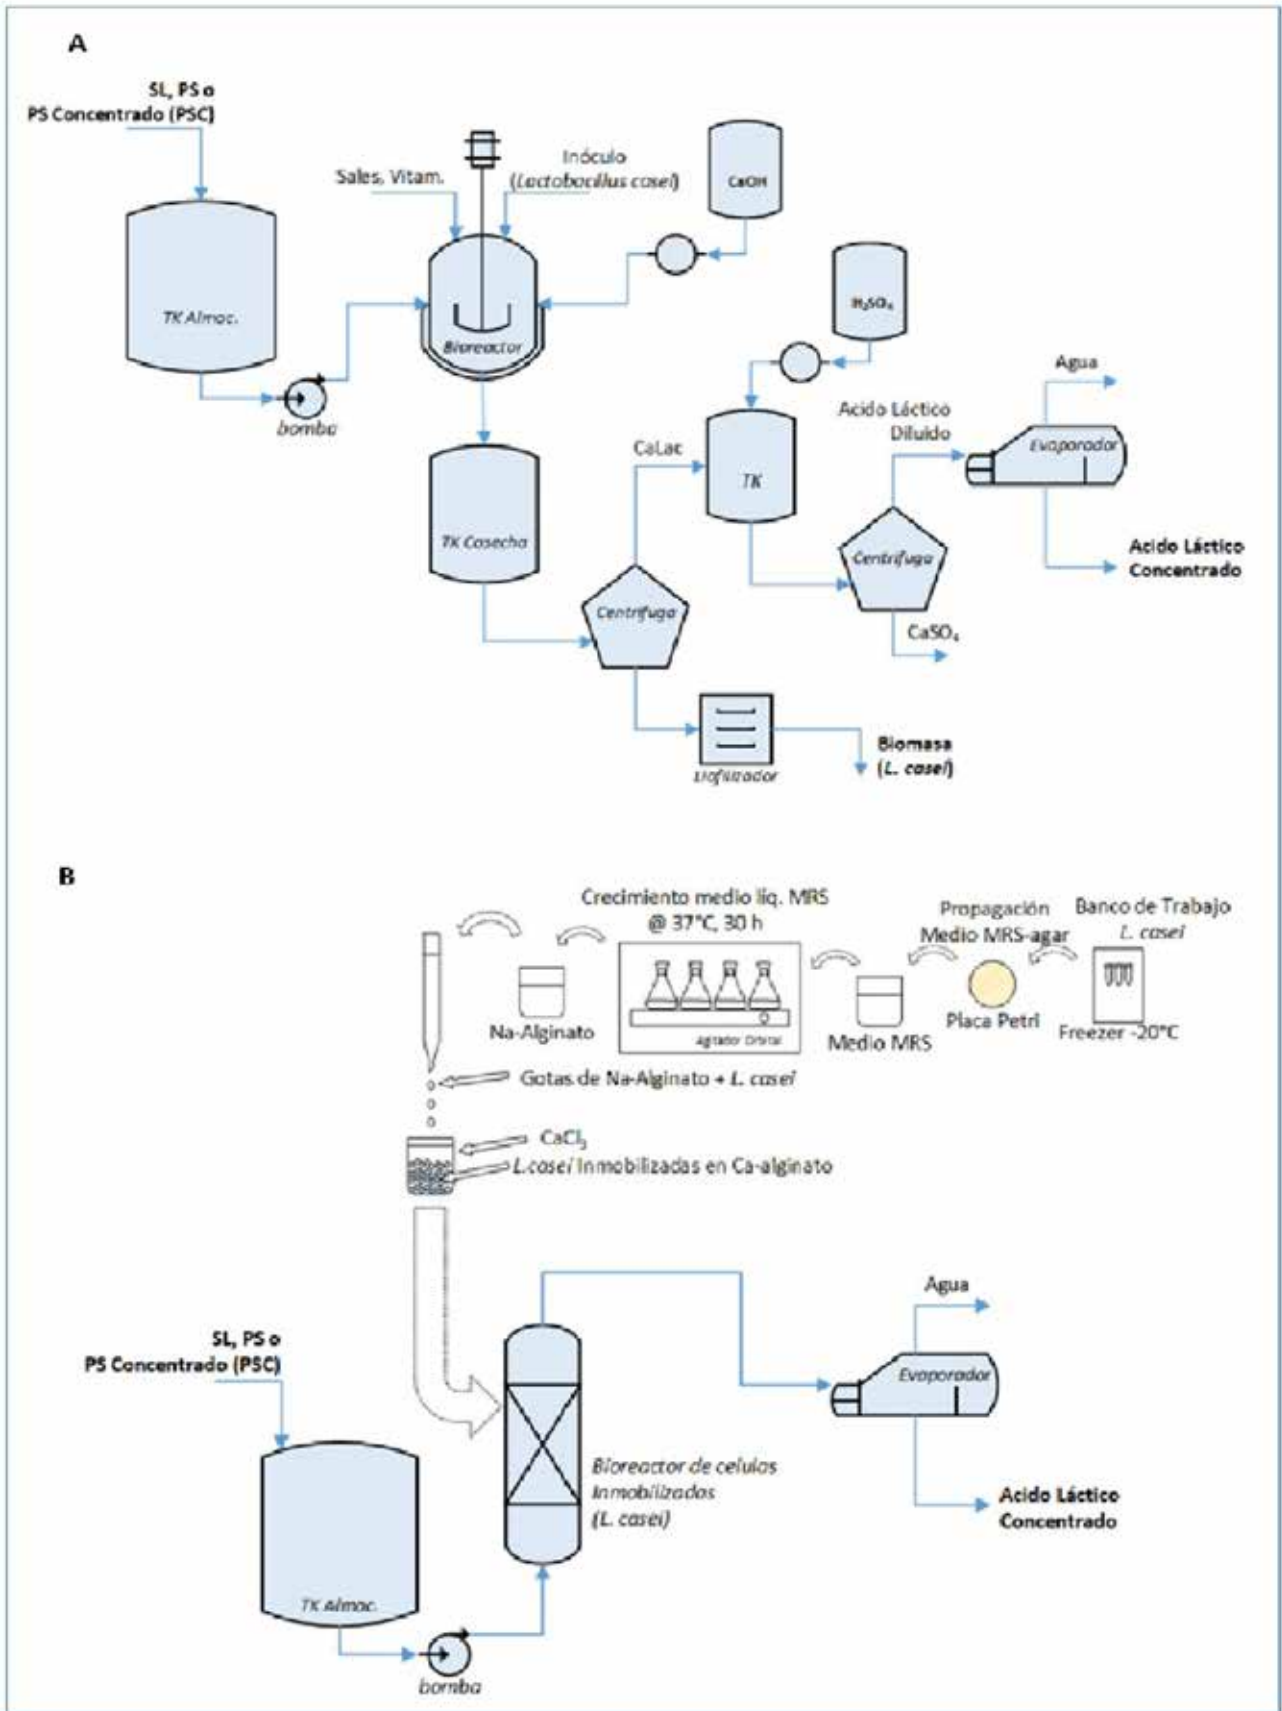 A
SL, PS o
PS Concentrado (PSC)
Sales, Vitam.
Inóculo
(Lactobacillus casei)
CaOH
TK Almac.
Bioreactor
bomba
H₂SO₄
Agua
Acido Láctico
Diluido
Evaporador
CaLac
TK
TK Cosecha
Centrifuga
Centrifuga
Acido Láctico
Concentrado
CaSO₄
Liofilizador
Biomasa
(L. casei)
B
Crecimiento medio liq. MRS
@ 37°C, 30 h
Propagación
Medio MRS-agar
Banco de Trabajo
L. casei
Na-Alginato
Agitador Orbital
Medio MRS
Placa Petri
Freezer -20°C
Gotas de Na-Alginato + L. casei
CaCl₂
L.casei Inmobilizadas en Ca-alginato
Agua
SL, PS o
PS Concentrado (PSC)
Evaporador
Bioreactor de celulas
Inmobilizadas
(L. casei)
Acido Láctico
Concentrado
TK Almac.
bomba